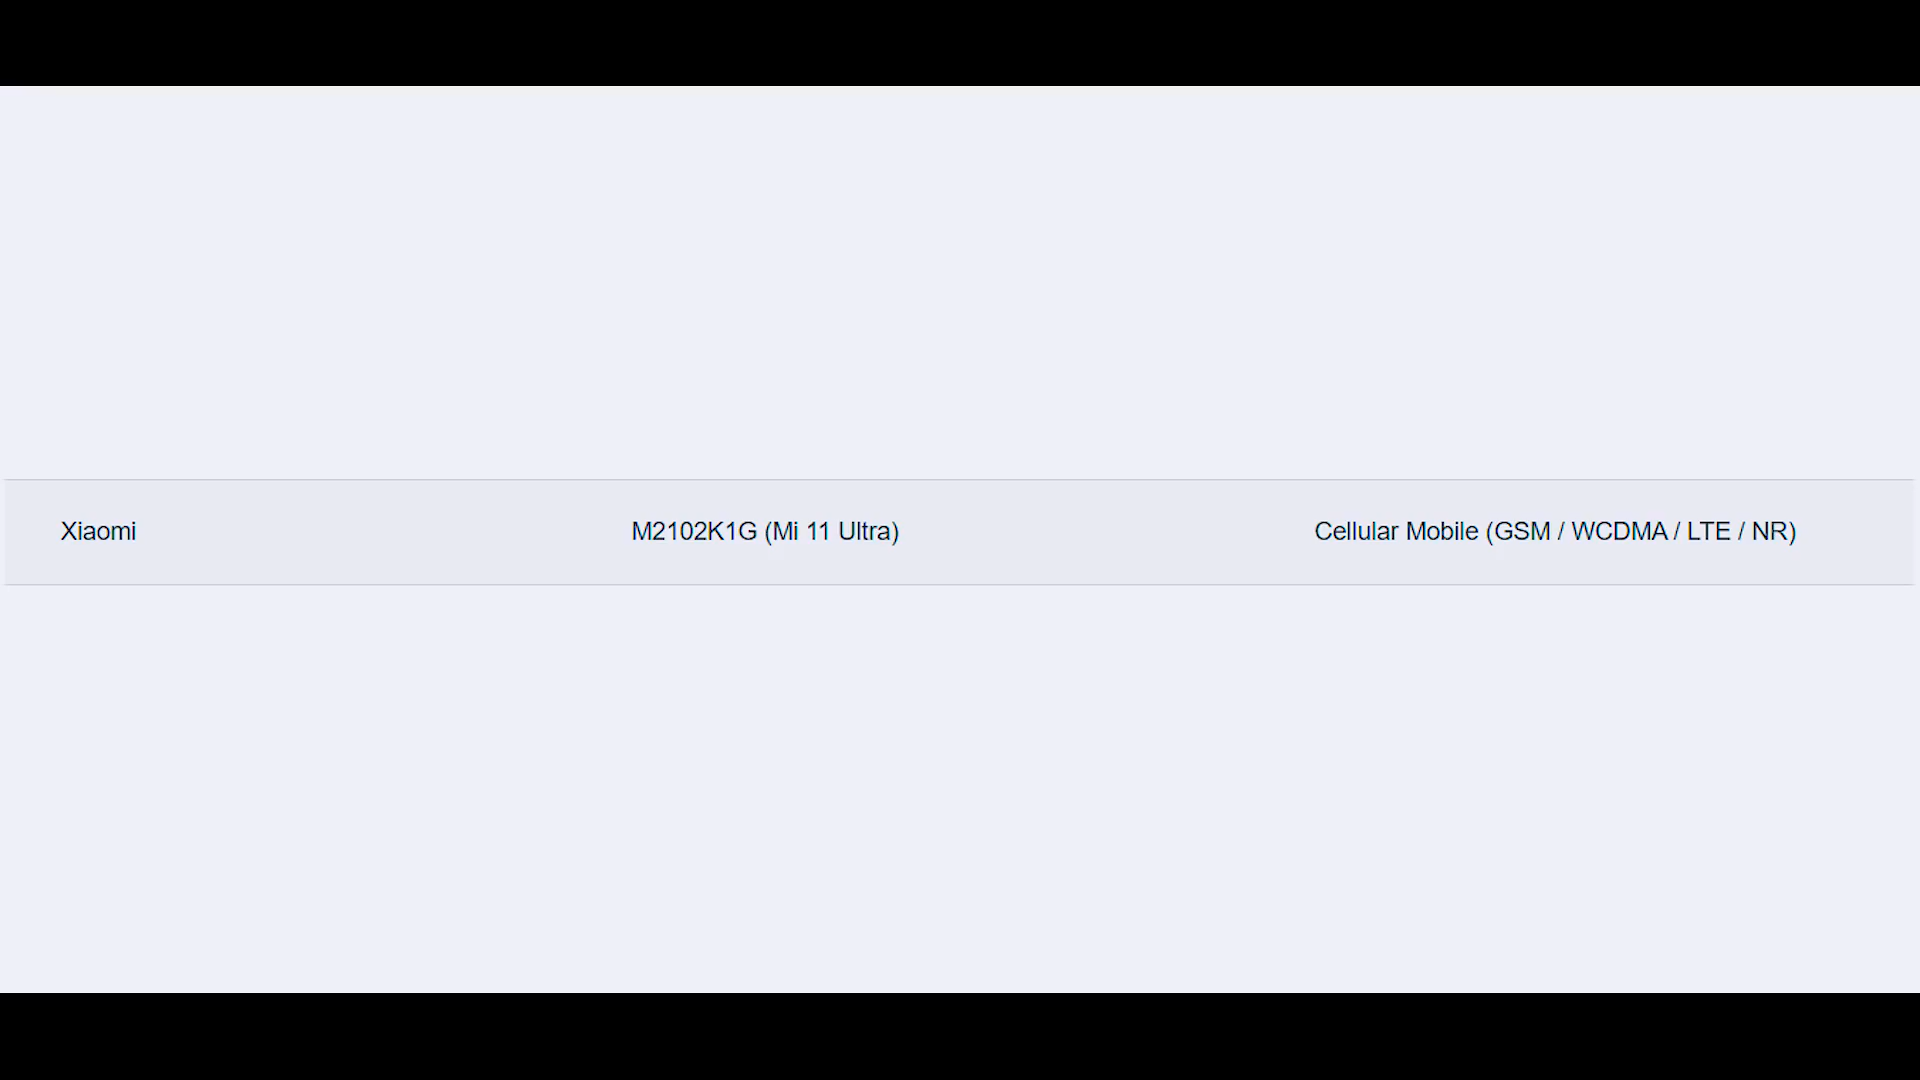 Xiaomi M2102K1G (Mi 11 Ultra) Cellular Mobile (GSM / WCDMA / LTE / NR)